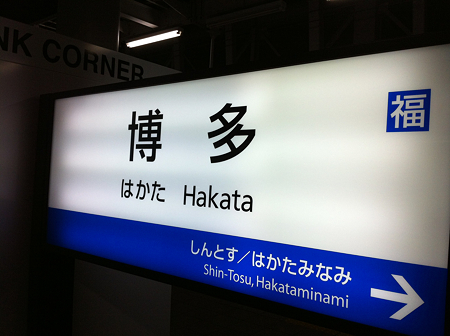 NK CORNER
福
博多
はかた Hakata
しんとす／はかたみなみ
Shin-Tosu, Hakataminami